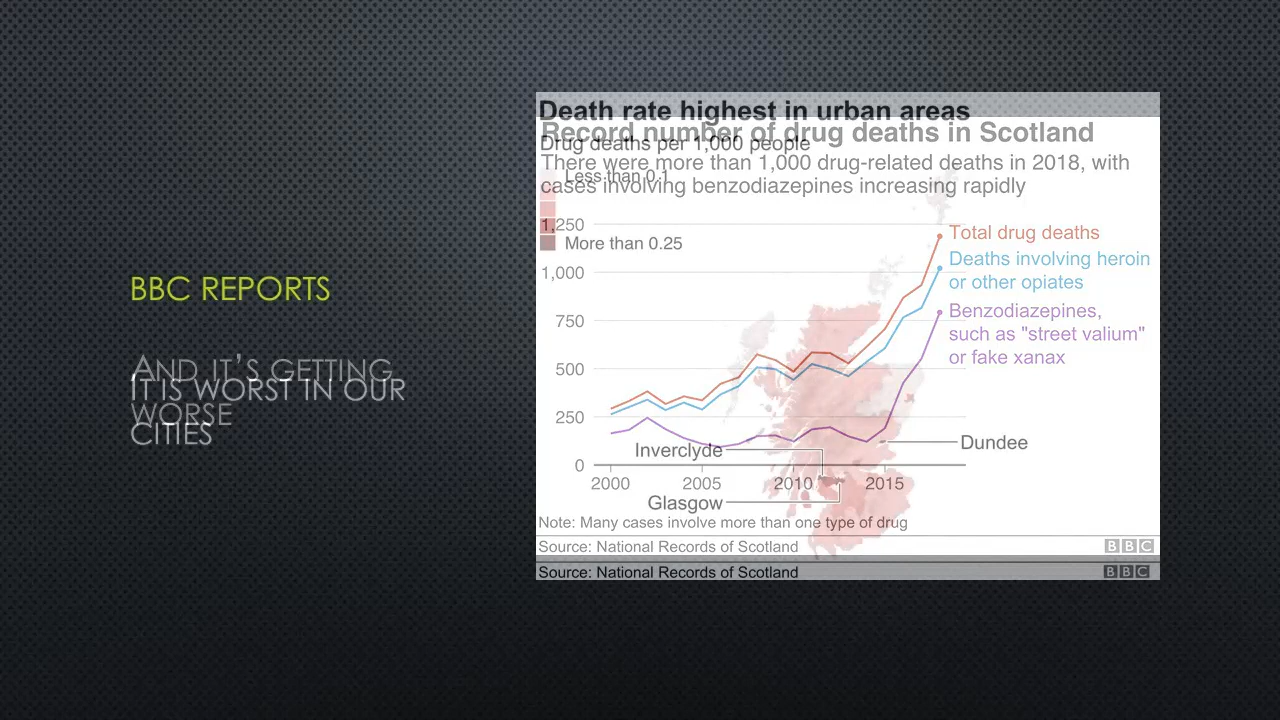 BBC REPORTS
AND IT'S GETTING
WORSE
IT IS WORST IN OUR
CITIES
Death rate highest in urban areas
Drug deaths per 1,000 people
Less than 0.1
More than 0.25
Inverclyde
Glasgow
Dundee
Source: National Records of Scotland
BBC
Record number of drug deaths in Scotland
There were more than 1,000 drug-related deaths in 2018, with
cases involving benzodiazepines increasing rapidly
1,250
1,000
750
500
250
0
2000 2005 2010 2015
Total drug deaths
Deaths involving heroin
or other opiates
Benzodiazepines,
such as "street valium"
or fake xanax
Note: Many cases involve more than one type of drug
Source: National Records of Scotland
BBC